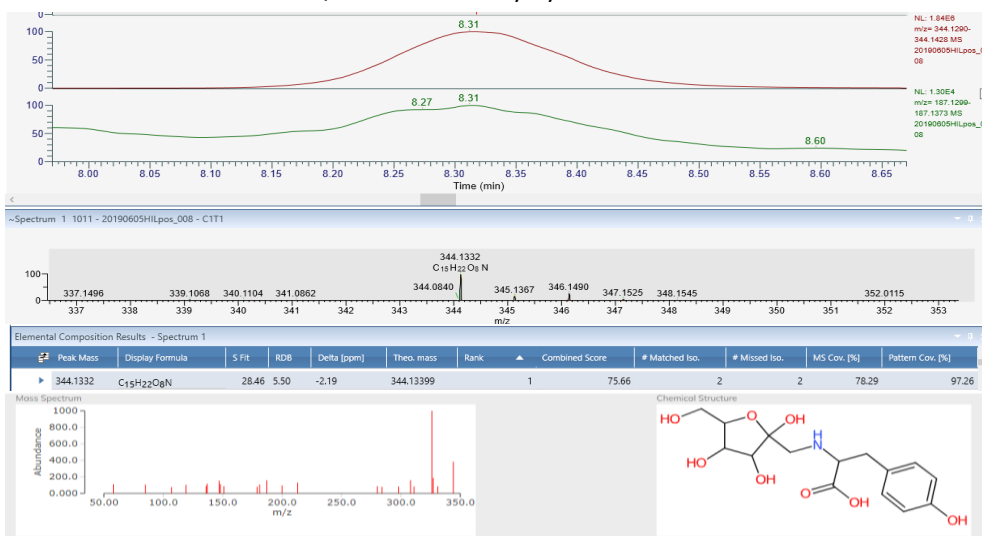 0
8.31
NL: 1.84E6
100
m/z= 344.1290-
344.1428 MS
50
20190605HILpos_0
08
0
100
8.27
8.31
NL: 1.30E4
m/z= 187.1299-
187.1373 MS
50
8.60
20190605HILpos_0
08
0
8.00 8.05 8.10 8.15 8.20 8.25 8.30 8.35 8.40 8.45 8.50 8.55 8.60 8.65
Time (min)
~Spectrum 1 1011 - 20190605HILpos_008 - C1T1
344.1332
C15H22O8N
100
337.1496 339.1068 340.1104 341.0862 344.0840 345.1367 346.1490 347.1525 348.1545 352.0115
0
337 338 339 340 341 342 343 344 345 346 347 348 349 350 351 352 353
m/z
Elemental Composition Results - Spectrum 1
Peak Mass Display Formula S Fit RDB Delta [ppm] Theo. mass Rank Combined Score # Matched Iso. # Missed Iso. MS Cov. [%] Pattern Cov. [%]
344.1332 C15H22O8N 28.46 5.50 -2.19 344.13399 1 75.66 2 2 78.29 97.26
Mass Spectrum
Abundance
1000
800.0
600.0
400.0
200.0
0.000
50.00 100.0 150.0 200.0 250.0 300.0 350.0
m/z
Chemical Structure
HO
O
OH
OH
H
N
HO
OH
O
OH
OH